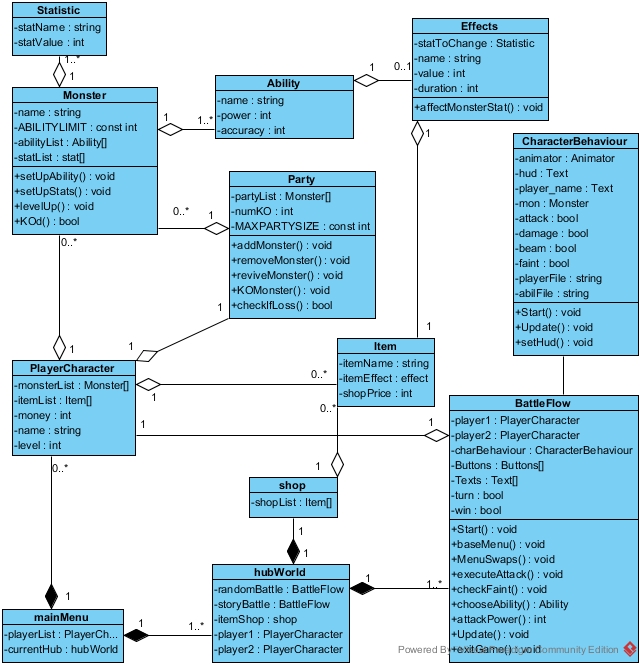 Statistic
-statName : string
-statValue : int
1..*
1
Monster
-name : string
-ABILITYLIMIT : const int
-abilityList : Ability[]
-statList : stat[]
+setUpAbility() : void
+setUpStats() : void
+levelUp() : void
+KOd() : bool
1
1..*
Ability
-name : string
-power : int
-accuracy : int
1
0..1
Effects
-statToChange : Statistic
-name : string
-value : int
-duration : int
+affectMonsterStat() : void
1
1
CharacterBehaviour
-animator : Animator
-hud : Text
-player_name : Text
-mon : Monster
-attack : bool
-damage : bool
-beam : bool
-faint : bool
-playerFile : string
-abilFile : string
+Start() : void
+Update() : void
+setHud() : void
Party
-partyList : Monster[]
-numKO : int
-MAXPARTYSIZE : const int
+addMonster() : void
+removeMonster() : void
+reviveMonster() : void
+KOMonster() : void
+checkIfLoss() : bool
0..*
1
0..*
1
1
1
PlayerCharacter
-monsterList : Monster[]
-itemList : Item[]
-money : int
-name : string
-level : int
1
0..*
Item
-itemName : string
-itemEffect : effect
-shopPrice : int
0..*
1
1
1
BattleFlow
-player1 : PlayerCharacter
-player2 : PlayerCharacter
-charBehaviour : CharacterBehaviour
-Buttons : Buttons[]
-Texts : Text[]
-turn : bool
-win : bool
+Start() : void
+baseMenu() : void
+MenuSwaps() : void
+executeAttack() : void
+checkFaint() : void
+chooseAbility() : Ability
+attackPower() : int
+Update() : void
shop
-shopList : Item[]
1
hubWorld
-randomBattle : BattleFlow
-storyBattle : BattleFlow
-itemShop : shop
-player1 : PlayerCharacter
-player2 : PlayerCharacter
1
1..*
0..*
1
mainMenu
-playerList : PlayerCh...
-currentHub : hubWorld
1
1..*
Powered By Visual Paradigm Community Edition